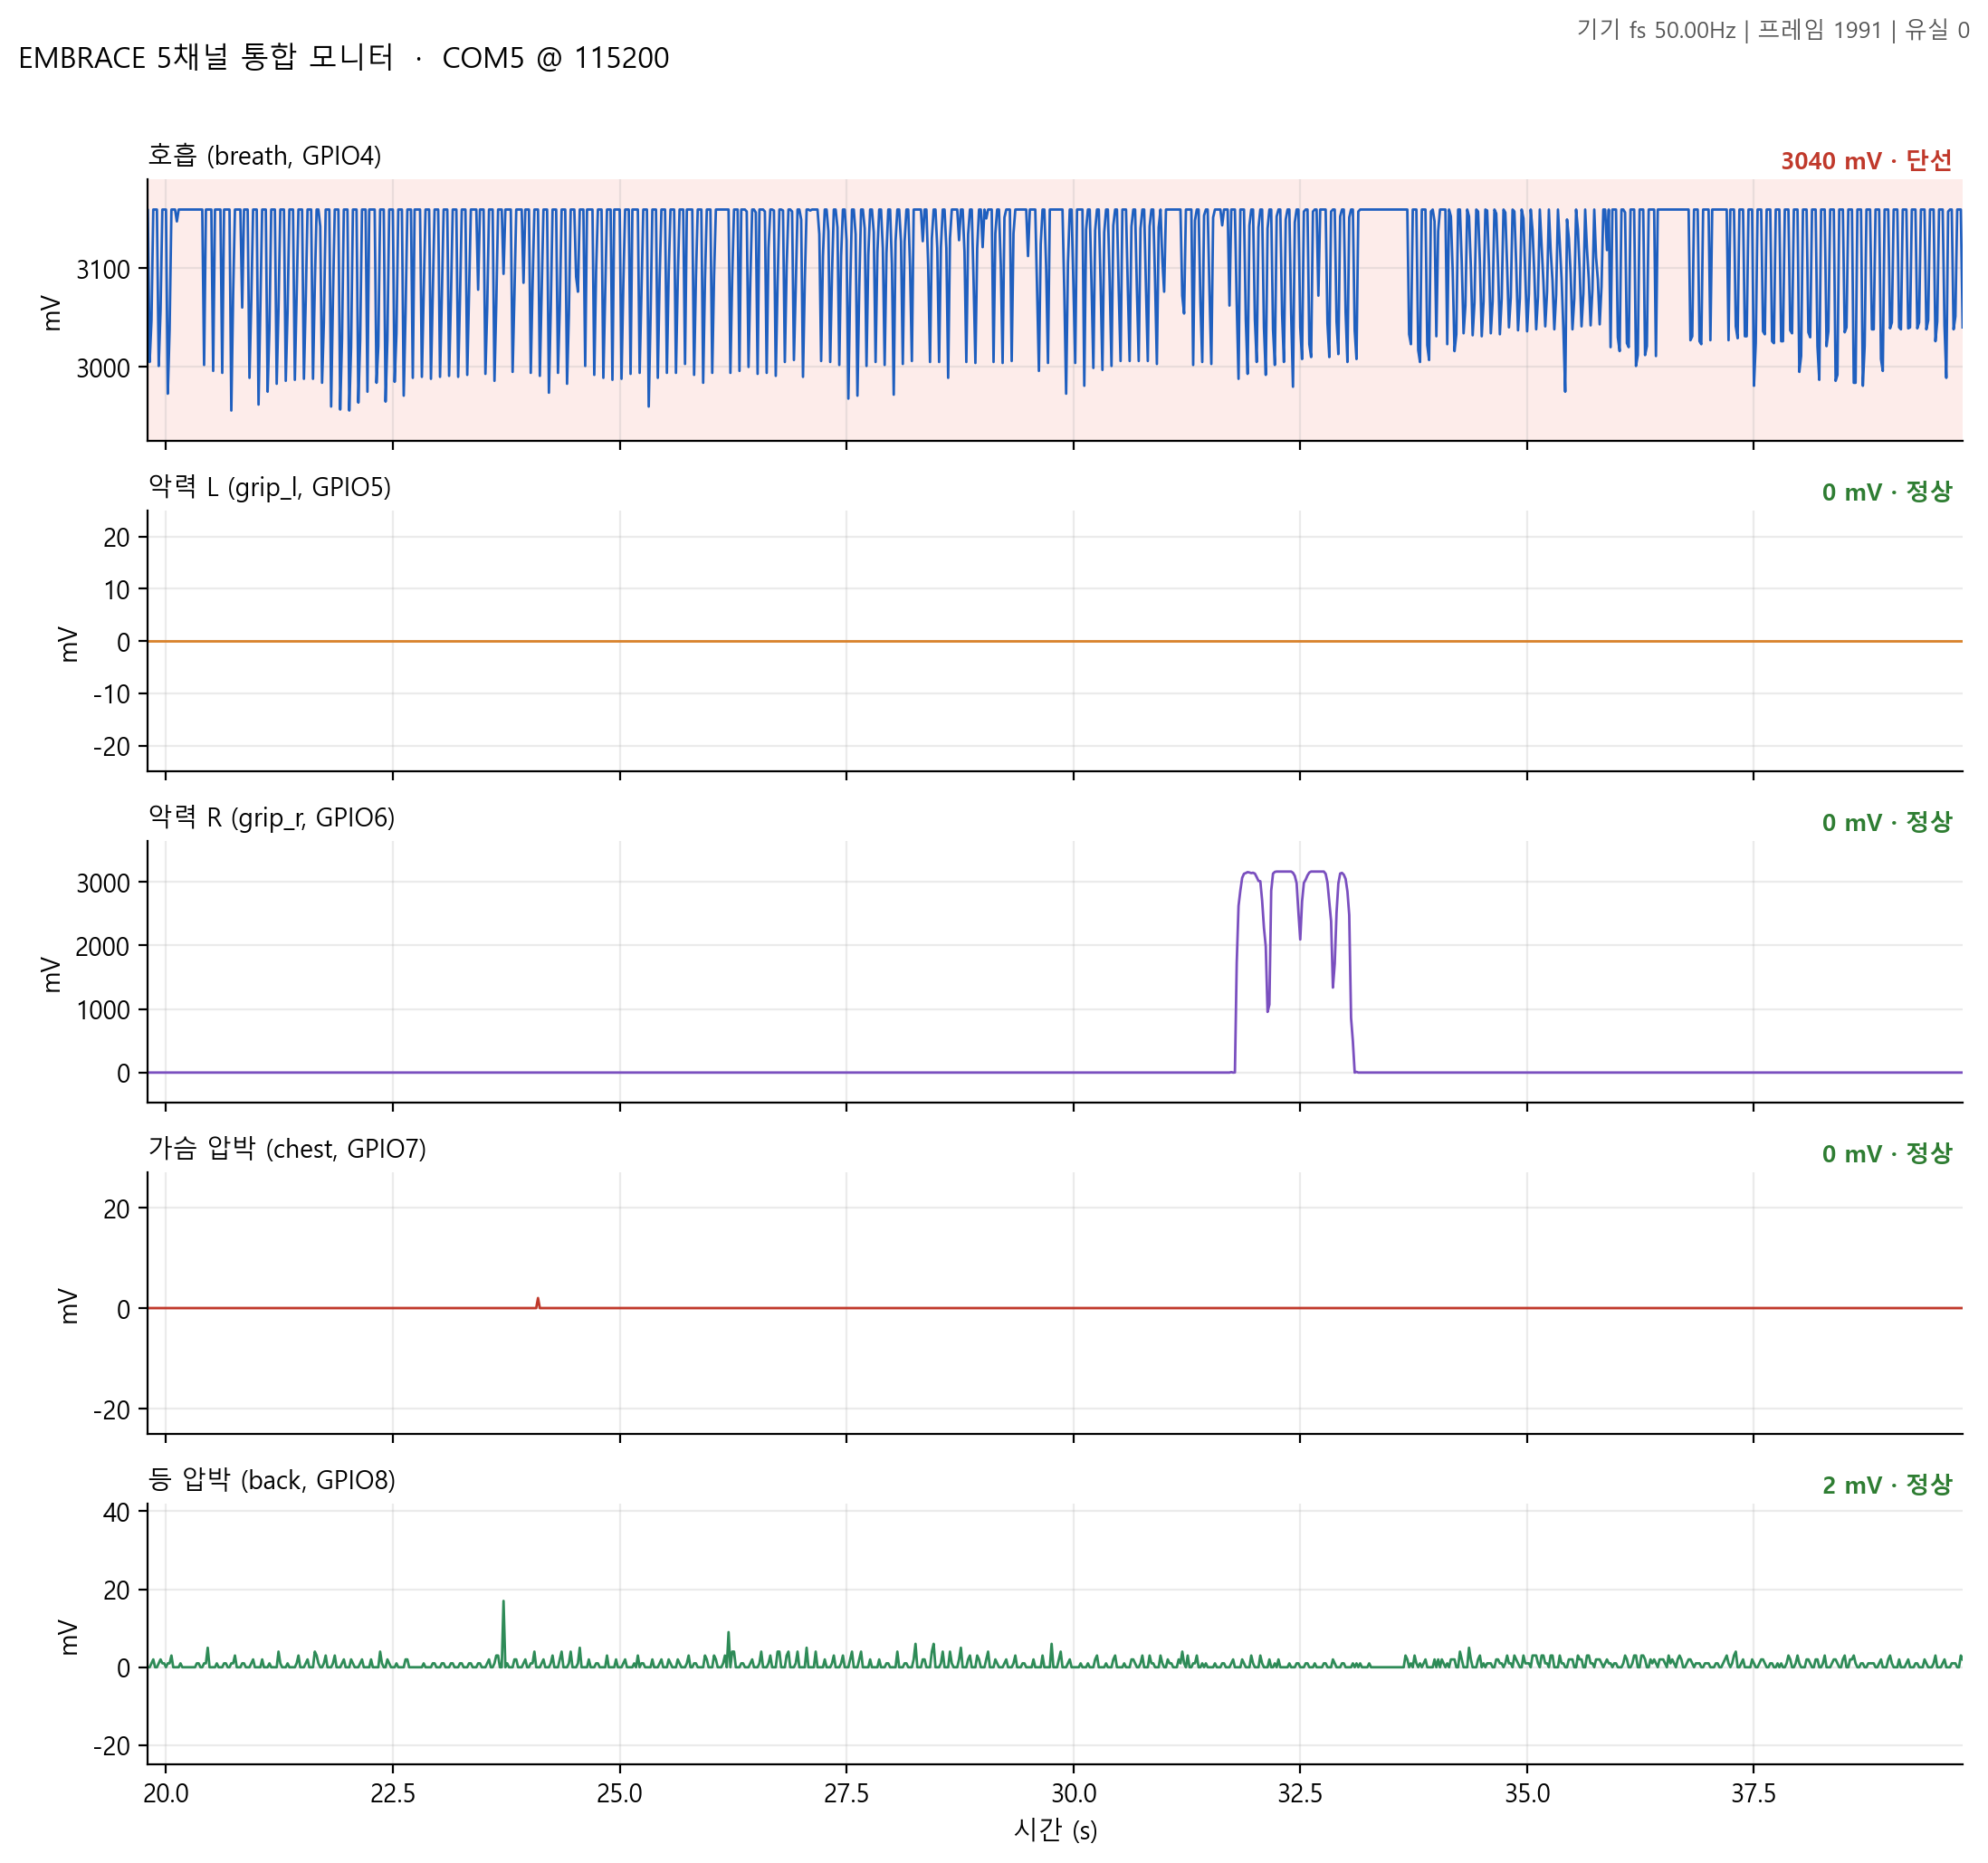 기기 fs 50.00Hz | 프레임 1991 | 유실 0
EMBRACE 5채널 통합 모니터 · COM5 @ 115200
호흡 (breath, GPIO4)
3040 mV · 단선
3100
3000
mV
악력 L (grip_l, GPIO5)
0 mV · 정상
20
10
0
-10
-20
mV
악력 R (grip_r, GPIO6)
0 mV · 정상
3000
2000
1000
0
mV
가슴 압박 (chest, GPIO7)
0 mV · 정상
20
0
-20
mV
등 압박 (back, GPIO8)
2 mV · 정상
40
20
0
-20
mV
20.0 22.5 25.0 27.5 30.0 32.5 35.0 37.5
시간 (s)